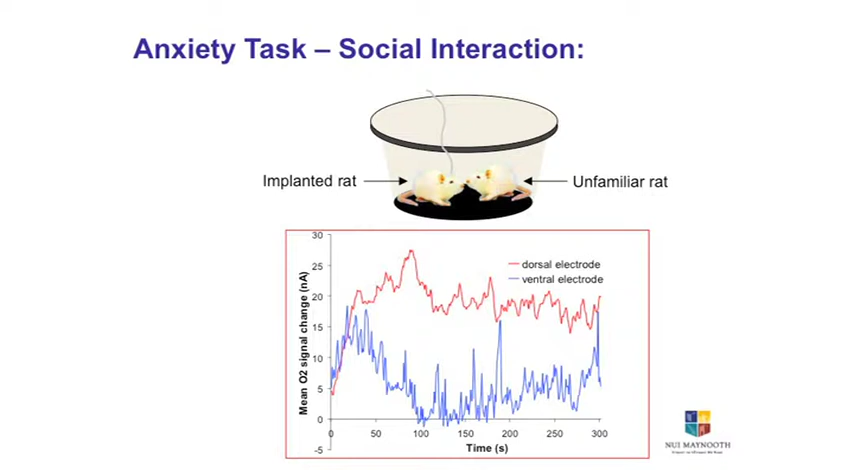 Anxiety Task – Social Interaction:
Implanted rat
Unfamiliar rat
Mean O2 signal change (nA)
30
25
20
15
10
5
0
-5
dorsal electrode
ventral electrode
0 50 100 150 200 250 300
Time (s)
NUI MAYNOOTH